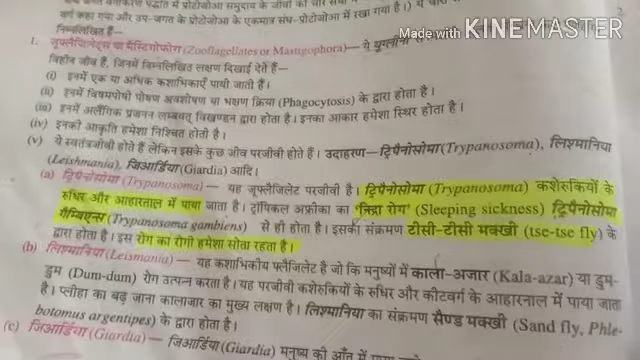 पद्धति में प्रोटोजोआ समुदाय के जीवों को चार
वर्ग कहा गया और उप-जगत के प्रोटोजोआ के एकमात्र संघ-प्रोटोजोआ में रखा गया है।
2
Made with KINEMASTER
निम्नलिखित हैं—
1. जूफ्लैजिलेट्स या मैस्टिगोफोरा (Zooflagellates or Mastigophora)— ये युग्लीना
विहीन जीव हैं, जिनमें निम्नलिखित लक्षण दिखाई देते हैं—
(i) इनमें एक या अधिक कशाभिकाएँ पायी जाती हैं।
(ii) इनमें विषमपोषी पोषण अवशोषण या भक्षण क्रिया (Phagocytosis) के द्वारा होता है।
(iii) इनमें अलैंगिक प्रजनन लम्बवत् विखण्डन द्वारा होता है। इनका आकार हमेशा स्थिर होता है।
(iv) इनकी आकृति हमेशा निश्चित होती है।
(v) ये स्वतंत्रजीवी होते हैं लेकिन इसके कुछ जीव परजीवी होते हैं। उदाहरण—ट्रिपैनोसोमा (Trypanosoma), लिश्मानिया
(Leishmania), जिआर्डिया (Giardia) आदि।
(a) ट्रिपैनोसोमा (Trypanosoma) — यह जूफ्लैजिलेट परजीवी है। ट्रिपैनोसोमा (Trypanosoma) कशेरुकियों के
रुधिर और आहारनाल में पाया जाता है। ट्रॉपिकल अफ्रीका का 'निद्रा रोग' (Sleeping sickness) ट्रिपैनोसोमा
गैम्बिएन्स (Trypanosoma gambiens) से ही होता है। इसका संक्रमण टीसी-टीसी मक्खी (tse-tse fly) के
द्वारा होता है। इस रोग का रोगी हमेशा सोता रहता है।
(b) लिश्मानिया (Leismania) — यह कशाभिकीय फ्लैजिलेट है जो कि मनुष्यों में काला-अजार (Kala-azar) या डुम-
डुम (Dum-dum) रोग उत्पन्न करता है। यह परजीवी कशेरुकियों के रुधिर और कीटवर्ग के आहारनाल में पाया जाता
है। प्लीहा का बढ़ जाना कालाजार का मुख्य लक्षण है। लिश्मानिया का संक्रमण सैण्ड मक्खी (Sand fly, Phle-
botomus argentipes) के द्वारा होता है।
(c) जिआर्डिया (Giardia) — जिआर्डिया (Giardia) मनुष्य की आँत में